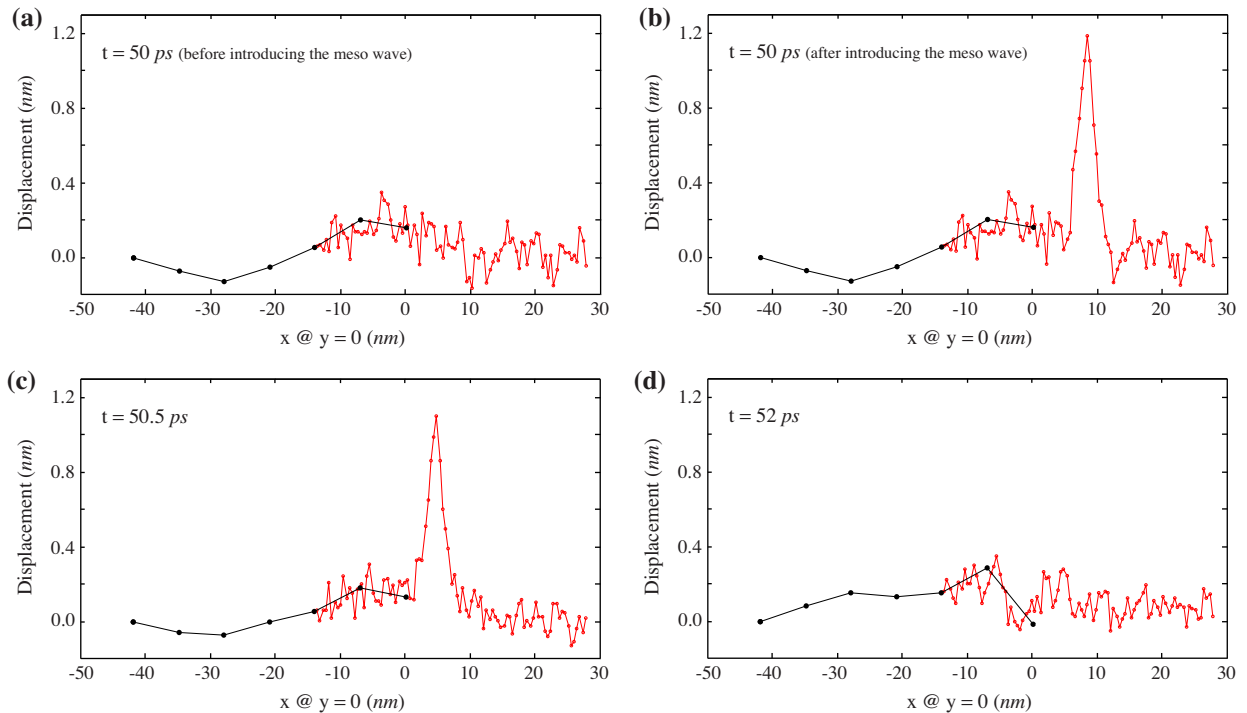 (a)
t = 50 ps (before introducing the meso wave)
Displacement (nm)
1.2
0.8
0.4
0.0
-50 -40 -30 -20 -10 0 10 20 30
x @ y = 0 (nm)
(b)
t = 50 ps (after introducing the meso wave)
Displacement (nm)
1.2
0.8
0.4
0.0
-50 -40 -30 -20 -10 0 10 20 30
x @ y = 0 (nm)
(c)
t = 50.5 ps
Displacement (nm)
1.2
0.8
0.4
0.0
-50 -40 -30 -20 -10 0 10 20 30
x @ y = 0 (nm)
(d)
t = 52 ps
Displacement (nm)
1.2
0.8
0.4
0.0
-50 -40 -30 -20 -10 0 10 20 30
x @ y = 0 (nm)